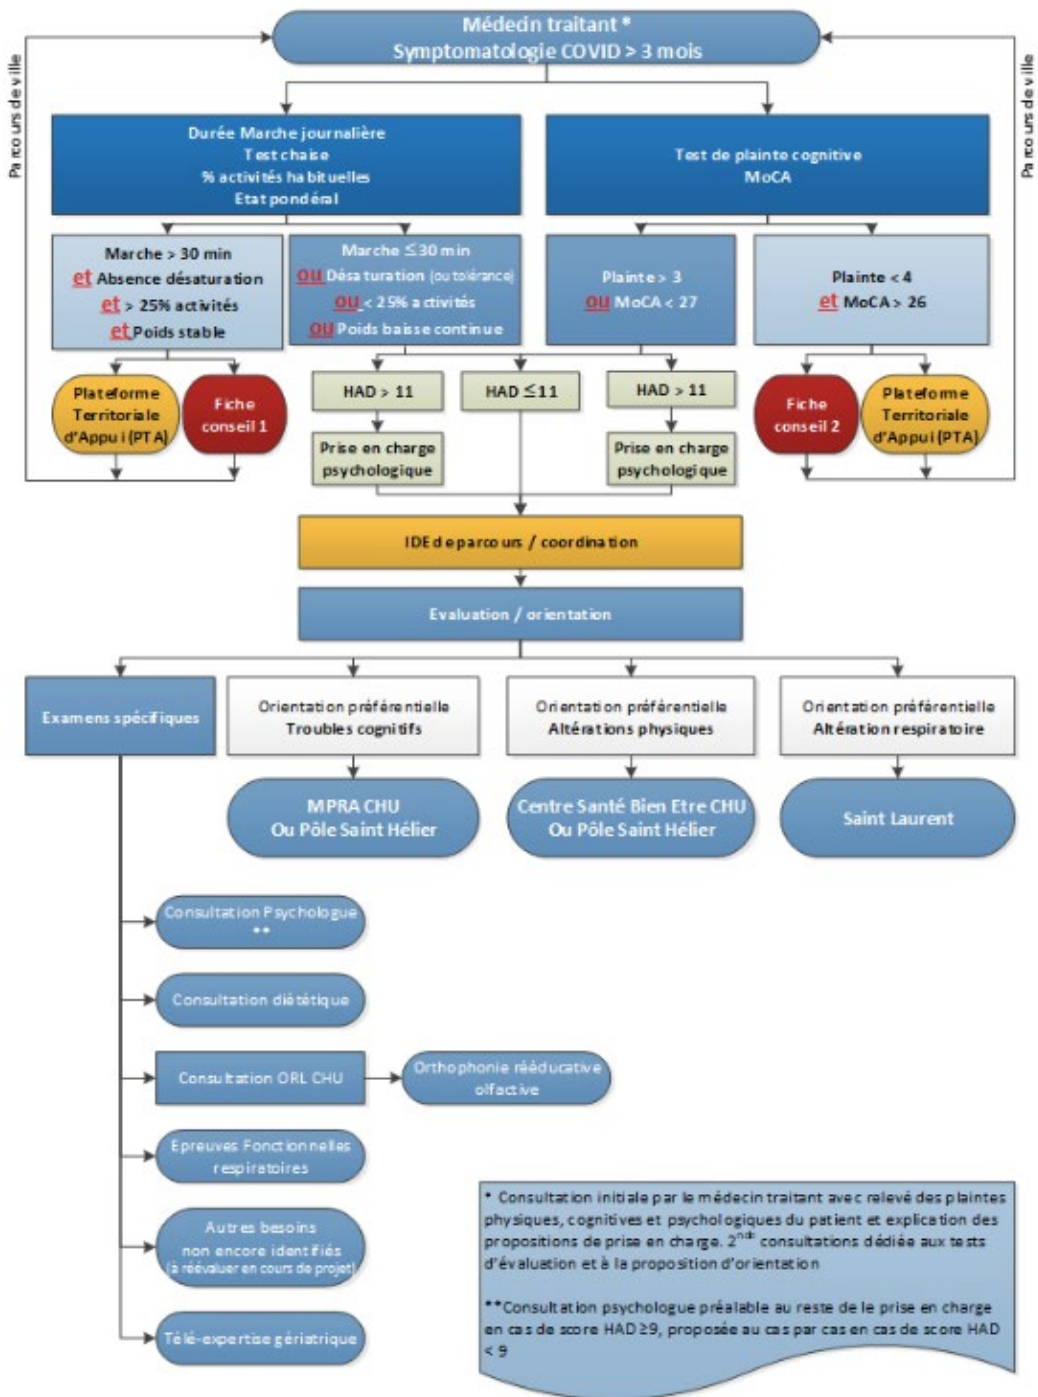 Médecin traitant *
Symptomatologie COVID > 3 mois
Parcours de ville
Parcours de ville
Durée Marche journalière
Test chaise
% activités habituelles
Etat pondéral
Test de plainte cognitive
MoCA
Marche > 30 min
et Absence désaturation
et > 25% activités
et Poids stable
Marche ≤ 30 min
ou Désaturation (ou tolérance)
ou < 25% activités
ou Poids baisse continue
Plainte > 3
ou MoCA < 27
Plainte < 4
et MoCA > 26
Plateforme
Territoriale
d'Appui (PTA)
Fiche
conseil 1
HAD > 11
HAD ≤ 11
HAD > 11
Fiche
conseil 2
Plateforme
Territoriale
d'Appui (PTA)
Prise en charge
psychologique
Prise en charge
psychologique
IDE de parcours / coordination
Evaluation / orientation
Examens spécifiques
Orientation préférentielle
Troubles cognitifs
Orientation préférentielle
Altérations physiques
Orientation préférentielle
Altération respiratoire
MPRA CHU
Ou Pôle Saint Hélier
Centre Santé Bien Etre CHU
Ou Pôle Saint Hélier
Saint Laurent
Consultation Psychologue
**
Consultation diététique
Consultation ORL CHU
Orthophonie rééducative
olfactive
Epreuves Fonctionnelles
respiratoires
Autres besoins
non encore identifiés
(à réévaluer en cours de projet)
Télé-expertise gériatrique
* Consultation initiale par le médecin traitant avec relevé des plaintes
physiques, cognitives et psychologiques du patient et explication des
propositions de prise en charge. 2nde consultations dédiée aux tests
d'évaluation et à la proposition d'orientation
**Consultation psychologue préalable au reste de le prise en charge
en cas de score HAD ≥9, proposée au cas par cas en cas de score HAD
< 9